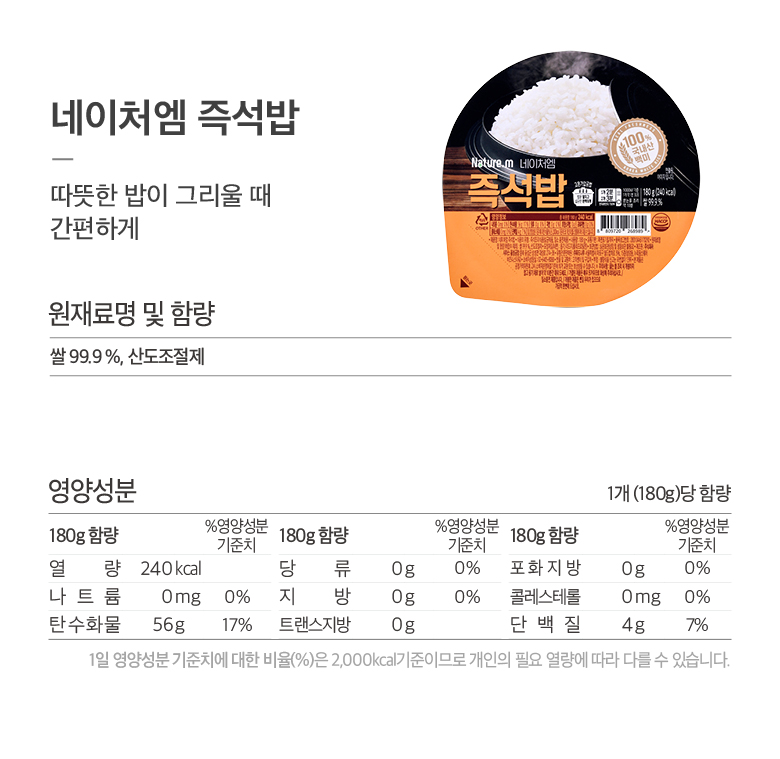 네이처엠 즉석밥
따뜻한 밥이 그리울 때
간편하게
Nature.m 네이처엠
즉석밥
100%
국내산
백미
180 g (240 kcal)
쌀 99.9%
원재료명 및 함량
쌀 99.9 %, 산도조절제
영양성분 1개 (180g)당 함량
180g 함량 %영양성분 기준치 180g 함량 %영양성분 기준치 180g 함량 %영양성분 기준치
열 량 240 kcal 당 류 0 g 0% 포화지방 0 g 0%
나 트 륨 0 mg 0% 지 방 0 g 0% 콜레스테롤 0 mg 0%
탄수화물 56 g 17% 트랜스지방 0 g 단 백 질 4 g 7%
1일 영양성분 기준치에 대한 비율(%)은 2,000kcal기준이므로 개인의 필요 열량에 따라 다를 수 있습니다.